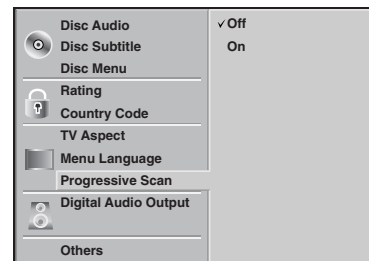 Disc Audio
Disc Subtitle
Disc Menu
Rating
Country Code
TV Aspect
Menu Language
Progressive Scan
Digital Audio Output
Others
✓ Off
On